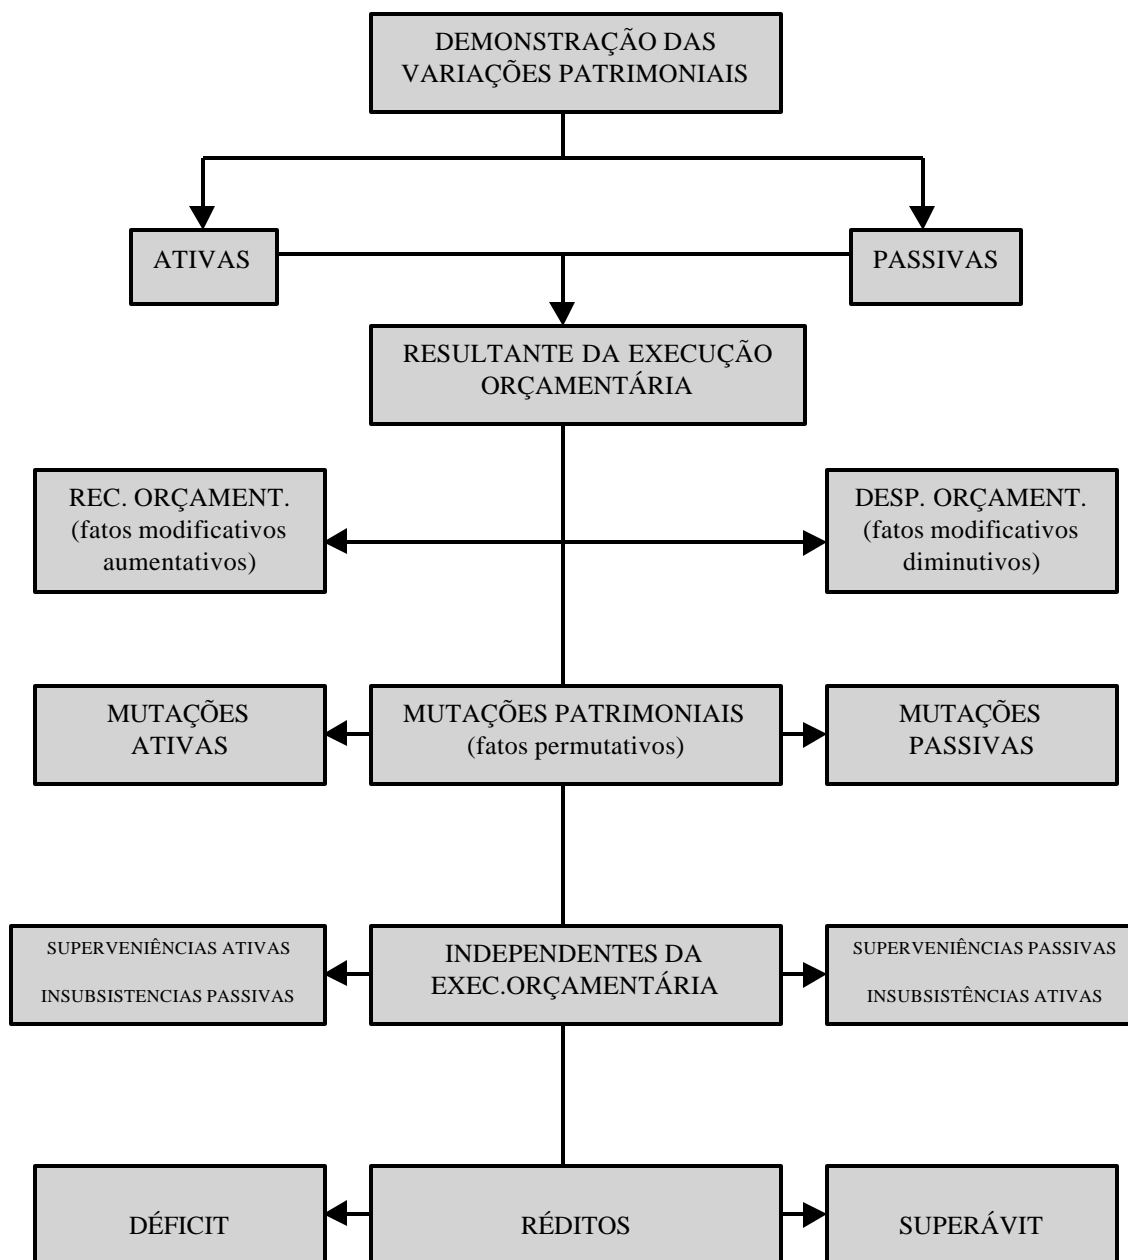 DEMONSTRAÇÃO DAS
VARIAÇÕES PATRIMONIAIS
ATIVAS
PASSIVAS
RESULTANTE DA EXECUÇÃO
ORÇAMENTÁRIA
REC. ORÇAMENT.
(fatos modificativos
aumentativos)
DESP. ORÇAMENT.
(fatos modificativos
diminutivos)
MUTAÇÕES
ATIVAS
MUTAÇÕES PATRIMONIAIS
(fatos permutativos)
MUTAÇÕES
PASSIVAS
SUPERVENIÊNCIAS ATIVAS
INSUBSISTENCIAS PASSIVAS
INDEPENDENTES DA
EXEC.ORÇAMENTÁRIA
SUPERVENIÊNCIAS PASSIVAS
INSUBSISTÊNCIAS ATIVAS
DÉFICIT
RÉDITOS
SUPERÁVIT